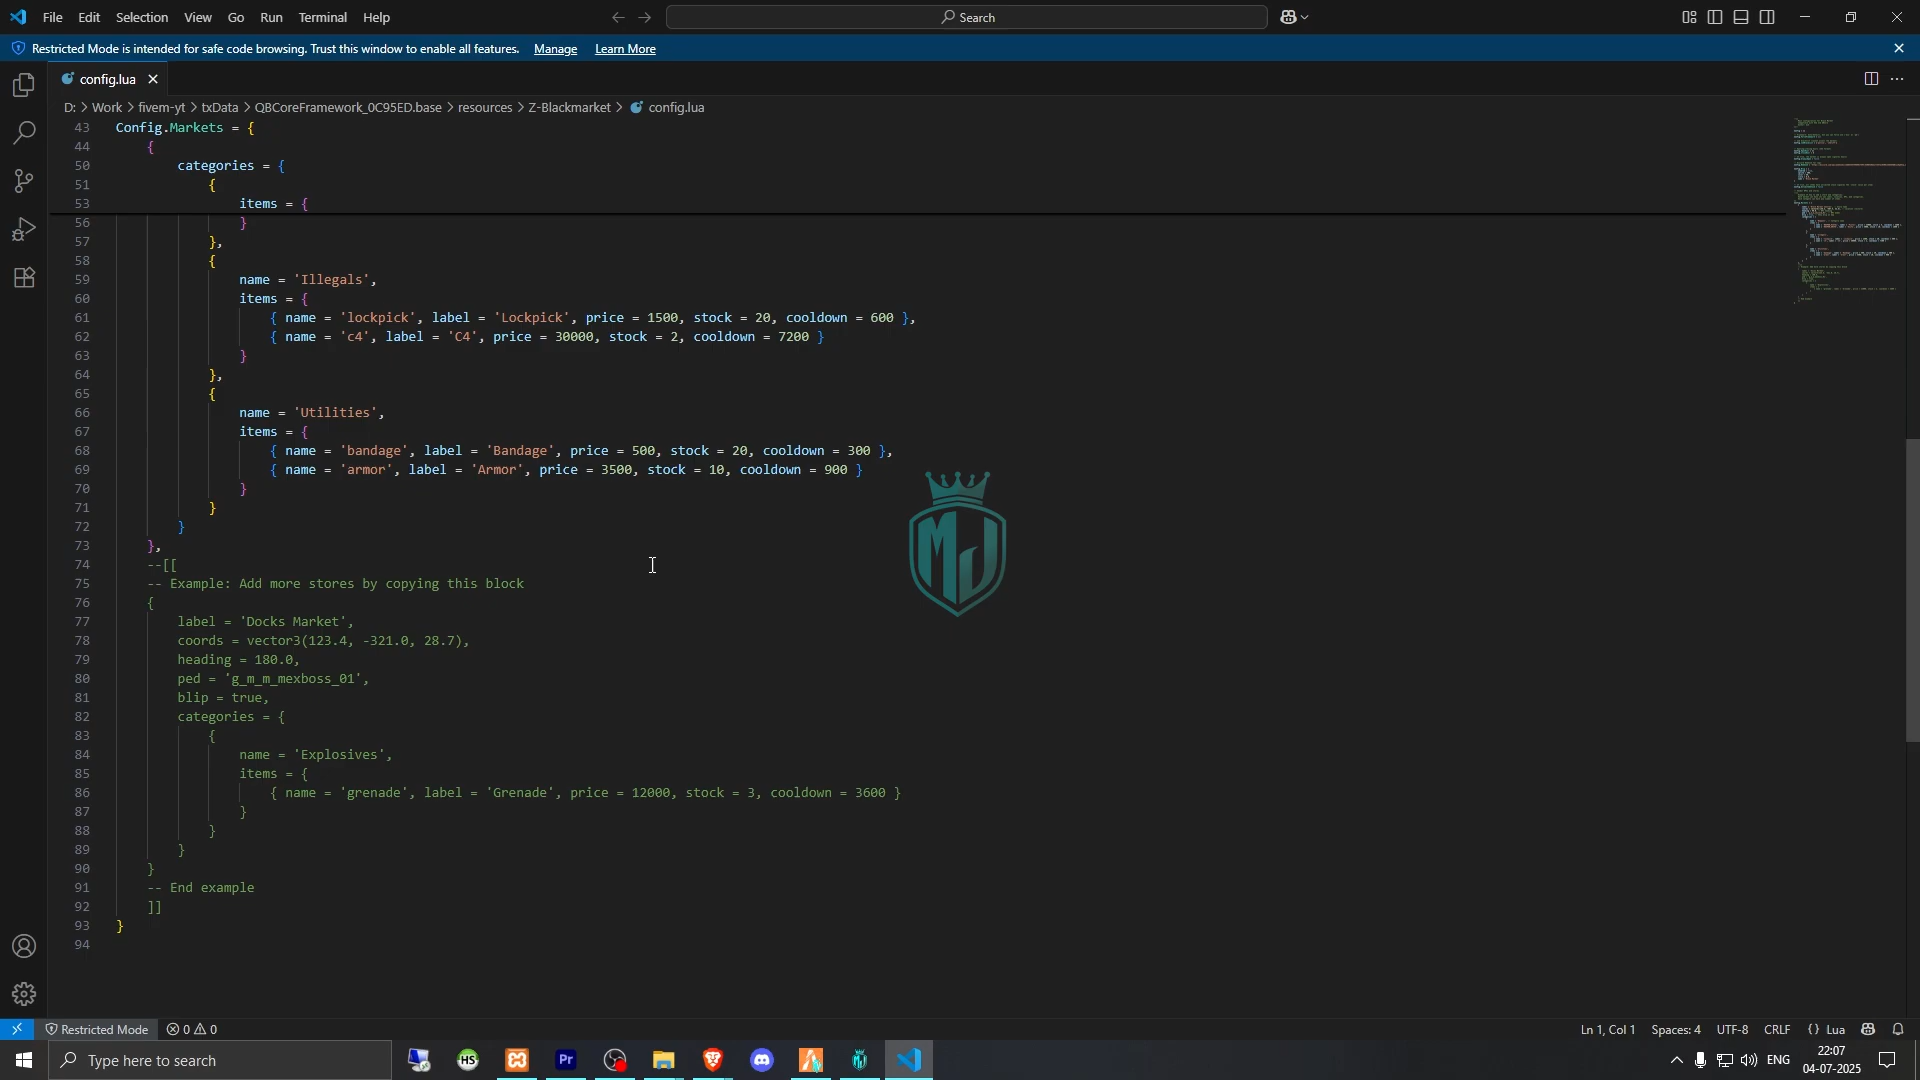 File Edit Selection View Go Run Terminal Help
Search
Restricted Mode is intended for safe code browsing. Trust this window to enable all features. Manage Learn More
config.lua
D: > Work > fivem-yt > txData > QBCoreFramework_0C95ED.base > resources > Z-Blackmarket > config.lua
43 Config.Markets = {
44 {
50 categories = {
51 {
53 items = {
56 }
57 },
58 {
59 name = 'Illegals',
60 items = {
61 { name = 'lockpick', label = 'Lockpick', price = 1500, stock = 20, cooldown = 600 },
62 { name = 'c4', label = 'C4', price = 30000, stock = 2, cooldown = 7200 }
63 }
64 },
65 {
66 name = 'Utilities',
67 items = {
68 { name = 'bandage', label = 'Bandage', price = 500, stock = 20, cooldown = 300 },
69 { name = 'armor', label = 'Armor', price = 3500, stock = 10, cooldown = 900 }
70 }
71 }
72 }
73 },
74 --[[
75 -- Example: Add more stores by copying this block
76 {
77 label = 'Docks Market',
78 coords = vector3(123.4, -321.0, 28.7),
79 heading = 180.0,
80 ped = 'g_m_m_mexboss_01',
81 blip = true,
82 categories = {
83 {
84 name = 'Explosives',
85 items = {
86 { name = 'grenade', label = 'Grenade', price = 12000, stock = 3, cooldown = 3600 }
87 }
88 }
89 }
90 }
91 -- End example
92 ]]
93 }
94
MJ
Restricted Mode 0 0
Ln 1, Col 1 Spaces: 4 UTF-8 CRLF {} Lua
Type here to search
HS
Pr
ENG
22:07
04-07-2025